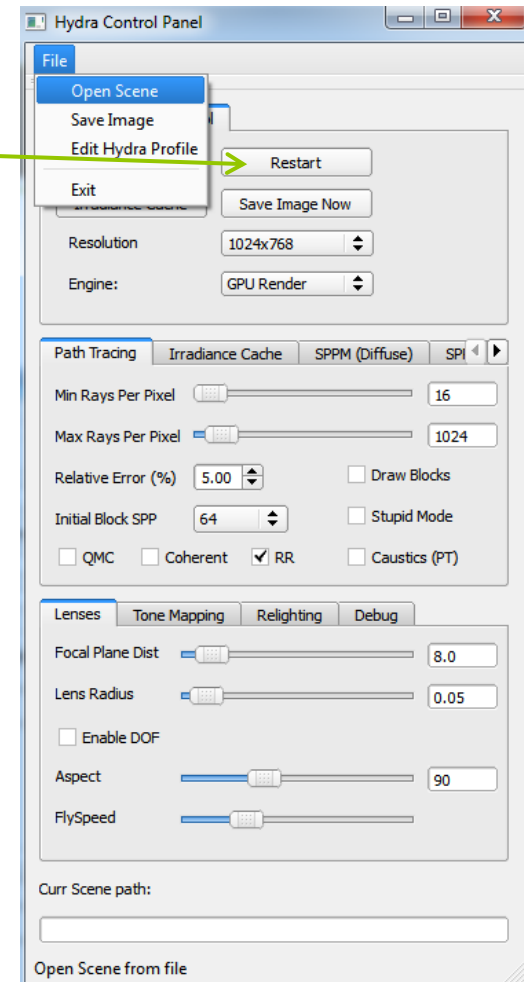 Hydra Control Panel
File
Open Scene
Save Image
Edit Hydra Profile
Restart
Exit
Irradiance Cache Save Image Now
Resolution 1024x768
Engine: GPU Render
Path Tracing Irradiance Cache SPPM (Diffuse)
Min Rays Per Pixel 16
Max Rays Per Pixel 1024
Relative Error (%) 5.00 Draw Blocks
Initial Block SPP 64 Stupid Mode
QMC Coherent RR Caustics (PT)
Lenses Tone Mapping Relighting Debug
Focal Plane Dist 8.0
Lens Radius 0.05
Enable DOF
Aspect 90
FlySpeed
Curr Scene path:
Open Scene from file